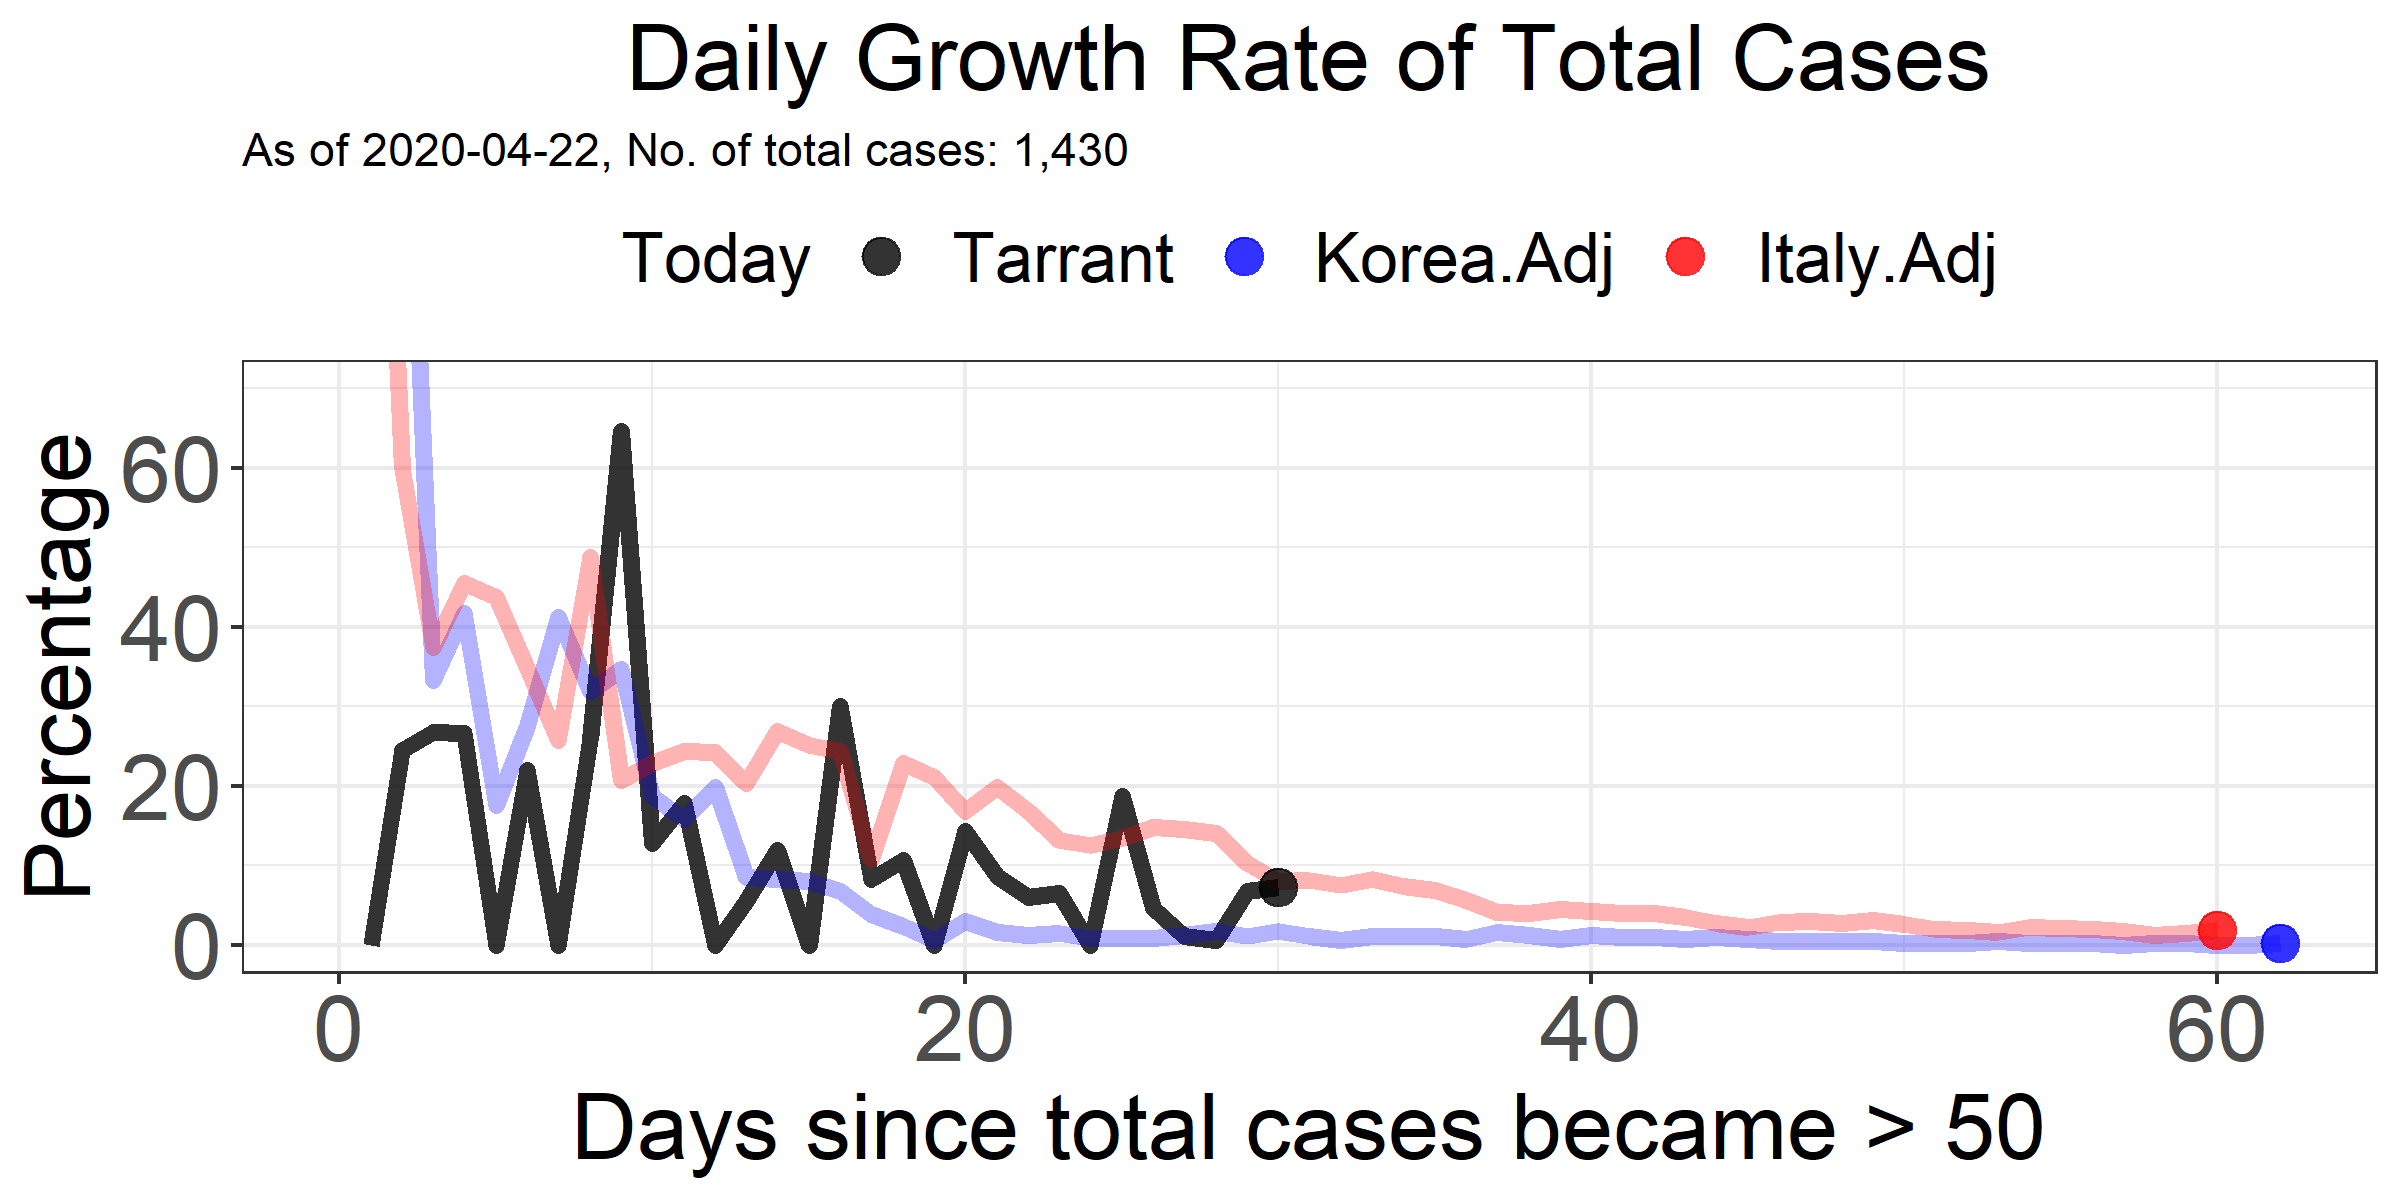 Daily Growth Rate of Total Cases
As of 2020-04-22, No. of total cases: 1,430
Today Tarrant Korea.Adj Italy.Adj
Percentage
60
40
20
0
0 20 40 60
Days since total cases became > 50